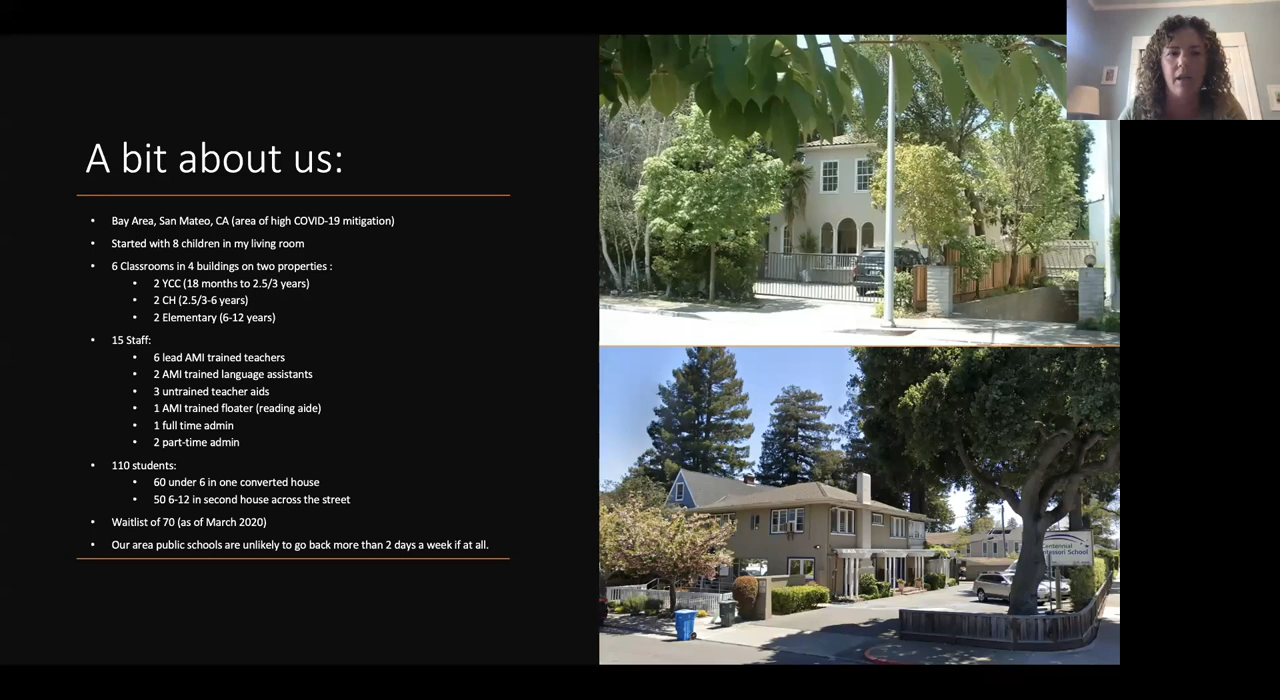 A bit about us:
• Bay Area, San Mateo, CA (area of high COVID-19 mitigation)
• Started with 8 children in my living room
• 6 Classrooms in 4 buildings on two properties :
• 2 YCC (18 months to 2.5/3 years)
• 2 CH (2.5/3-6 years)
• 2 Elementary (6-12 years)
• 15 Staff:
• 6 lead AMI trained teachers
• 2 AMI trained language assistants
• 3 untrained teacher aids
• 1 AMI trained floater (reading aide)
• 1 full time admin
• 2 part-time admin
• 110 students:
• 60 under 6 in one converted house
• 50 6-12 in second house across the street
• Waitlist of 70 (as of March 2020)
• Our area public schools are unlikely to go back more than 2 days a week if at all.
Centennial
School